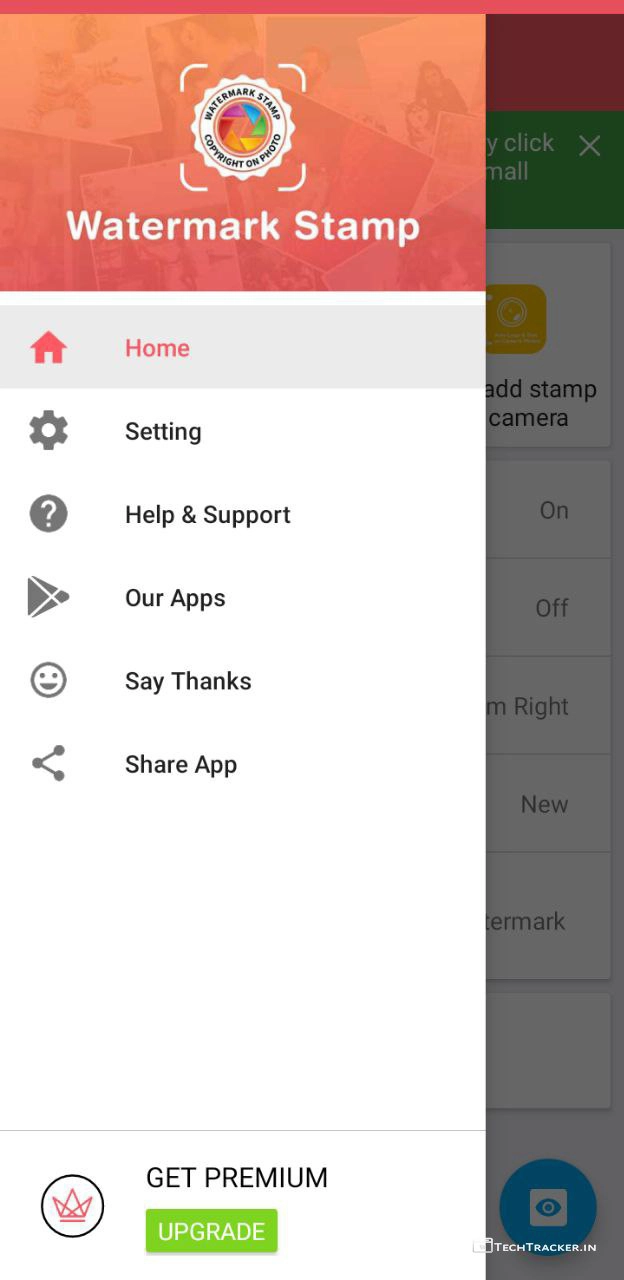 WATERMARK STAMP
COPYRIGHT ON PHOTO
Watermark Stamp
y click
mall
Home
add stamp
camera
Setting
On
Help & Support
Our Apps
Off
Say Thanks
m Right
Share App
New
termark
GET PREMIUM
UPGRADE
TECHTRACKER.IN